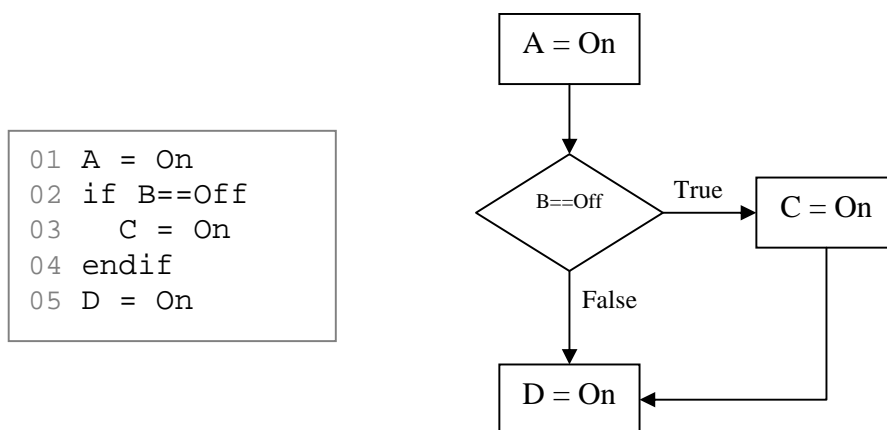 01 A = On
02 if B==Off
03   C = On
04 endif
05 D = On
A = On
B==Off
True
C = On
False
D = On